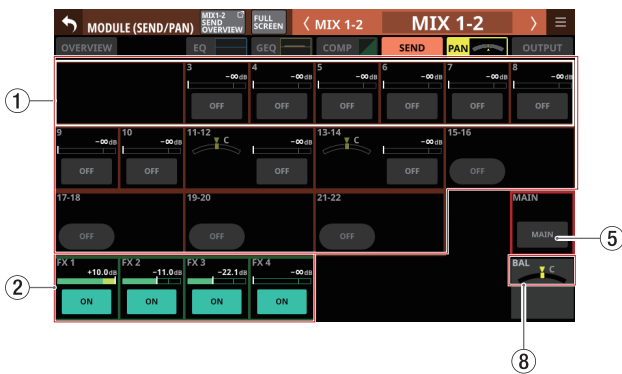 MODULE (SEND/PAN) MIX1-2 SEND OVERVIEW FULL SCREEN MIX 1-2 MIX 1-2
OVERVIEW EQ GEQ COMP SEND PAN OUTPUT
3 4 5 6 7 8
-∞dB -∞dB -∞dB -∞dB -∞dB -∞dB
1
OFF OFF OFF OFF OFF OFF
9 10 11-12 13-14 15-16
-∞dB -∞dB C -∞dB C -∞dB
OFF OFF OFF OFF OFF
17-18 19-20 21-22 MAIN
OFF OFF OFF MAIN 5
FX 1 FX 2 FX 3 FX 4 BAL
+10.0dB -11.0dB -22.1dB -∞dB C
2
ON ON ON ON
8